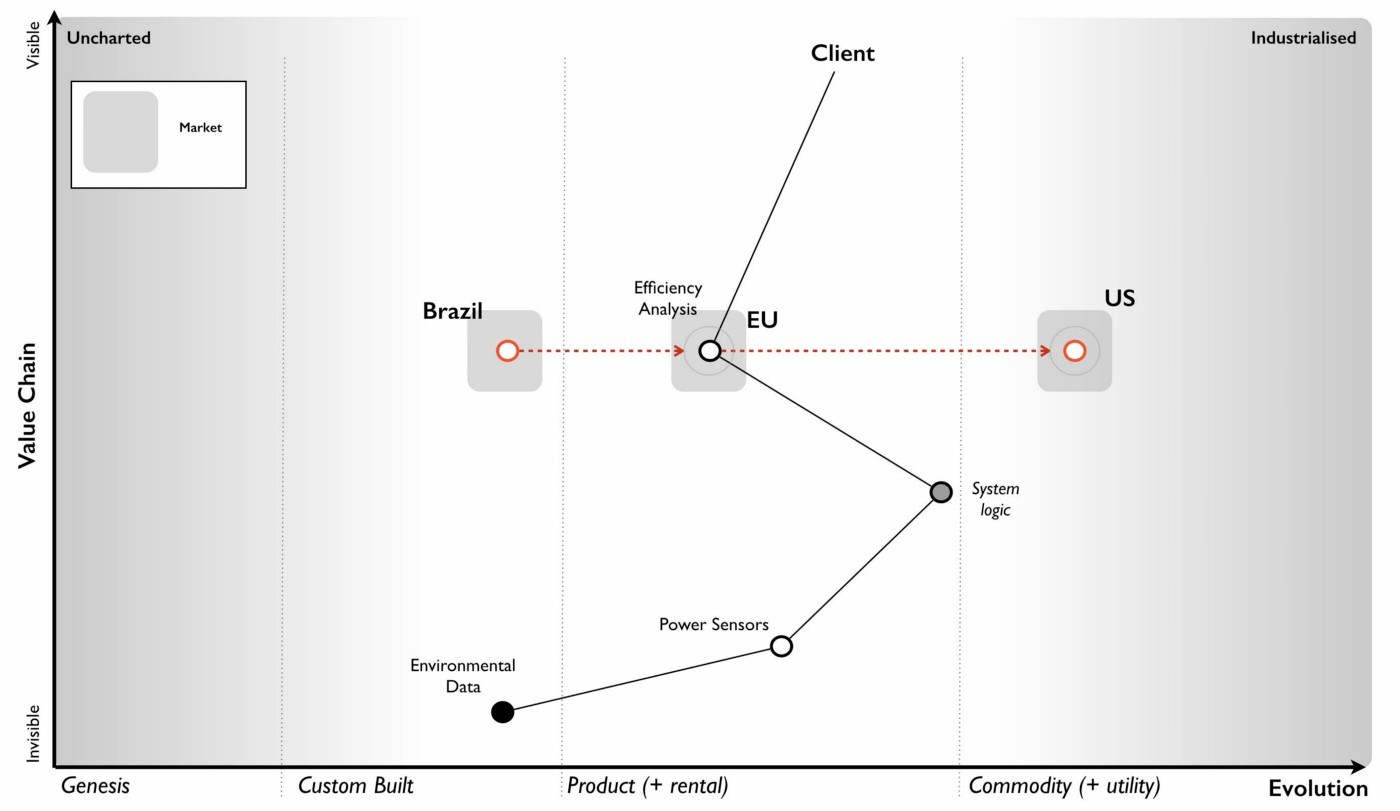 Visible
Uncharted
Industrialised
Client
Market
Efficiency
Analysis
Brazil
EU
US
Value Chain
System
logic
Power Sensors
Environmental
Data
Invisible
Genesis
Custom Built
Product (+ rental)
Commodity (+ utility)
Evolution